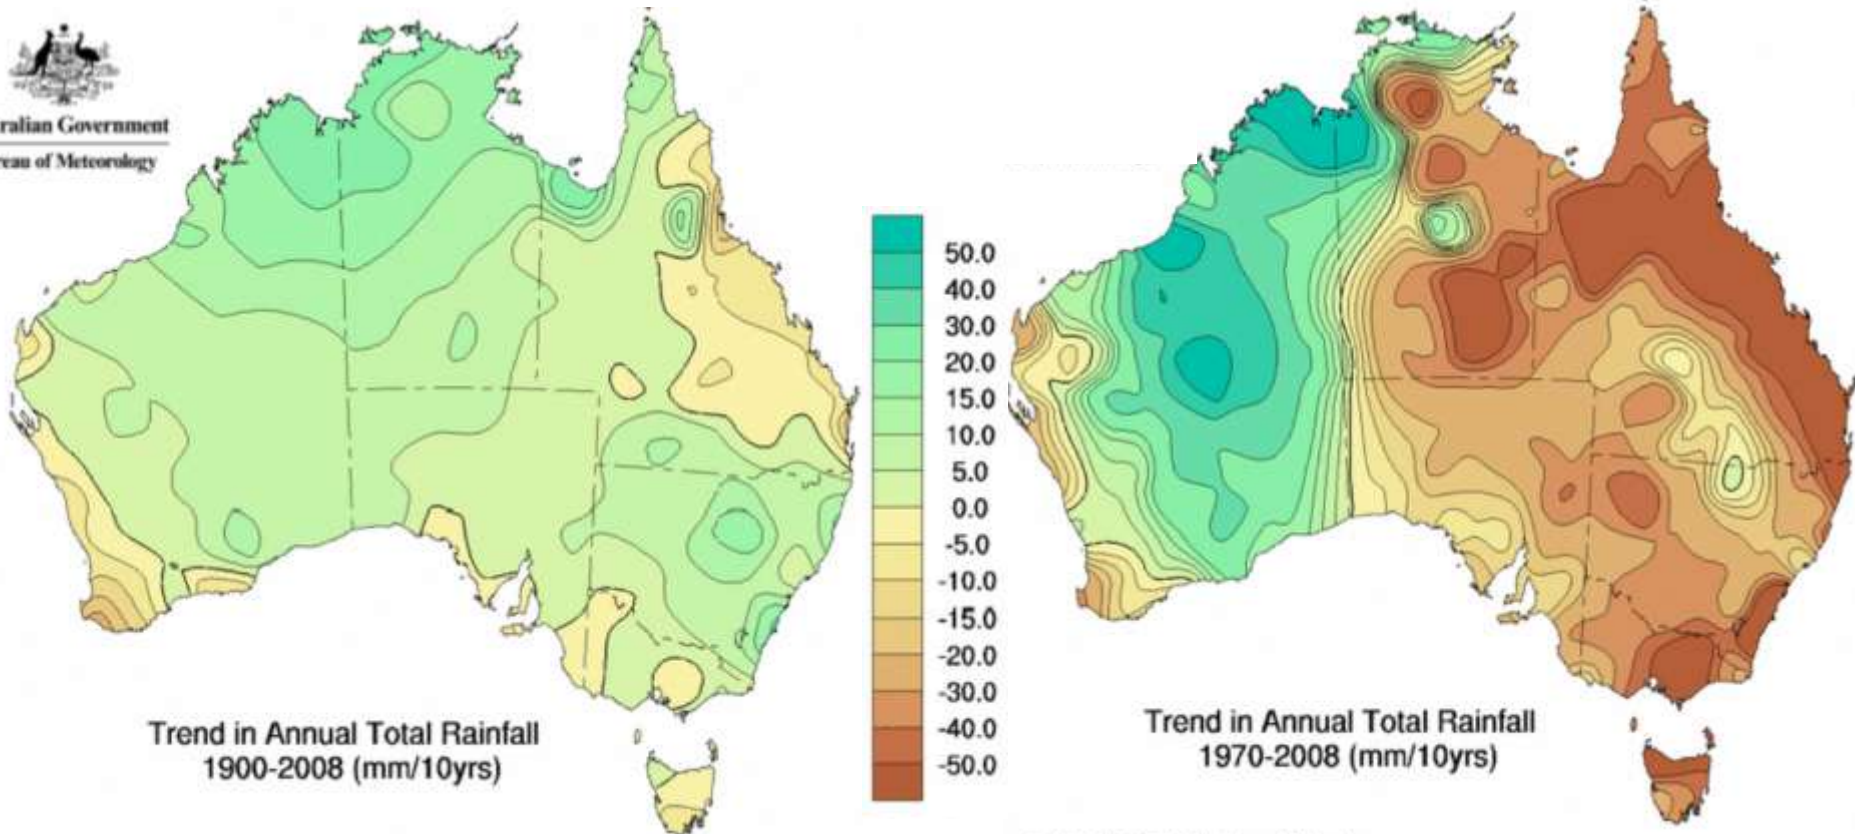 ralian Government
reau of Meteorology
Trend in Annual Total Rainfall
1900-2008 (mm/10yrs)
50.0
40.0
30.0
20.0
15.0
10.0
5.0
0.0
-5.0
-10.0
-15.0
-20.0
-30.0
-40.0
-50.0
Trend in Annual Total Rainfall
1970-2008 (mm/10yrs)